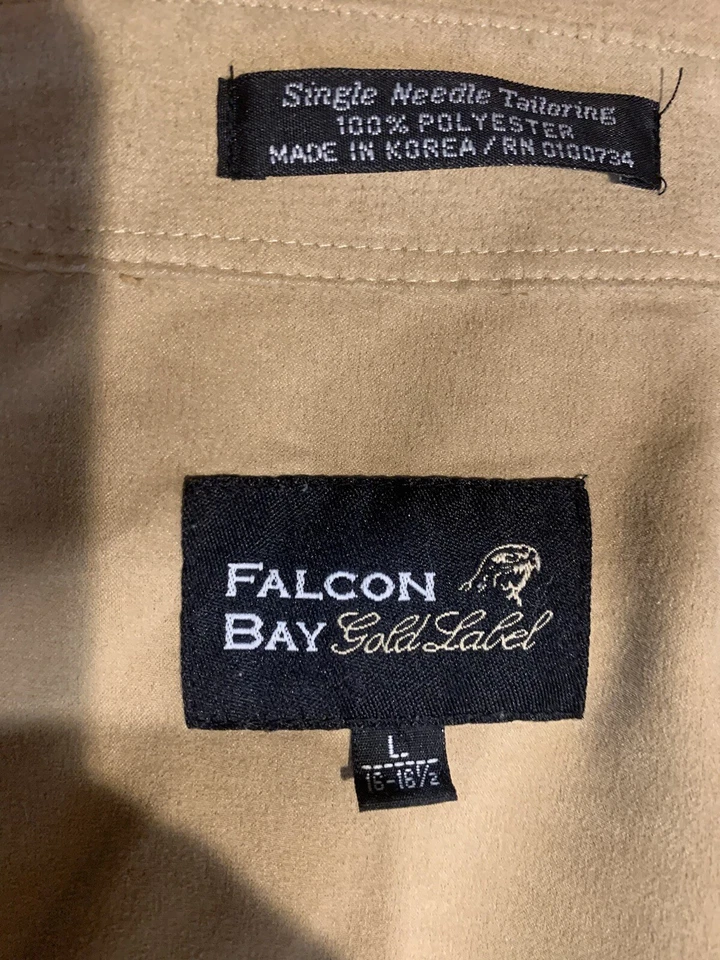 Single Needle Tailoring
100% POLYESTER
MADE IN KOREA / RN 0100734
FALCON
BAY Gold Label
L
16-16½